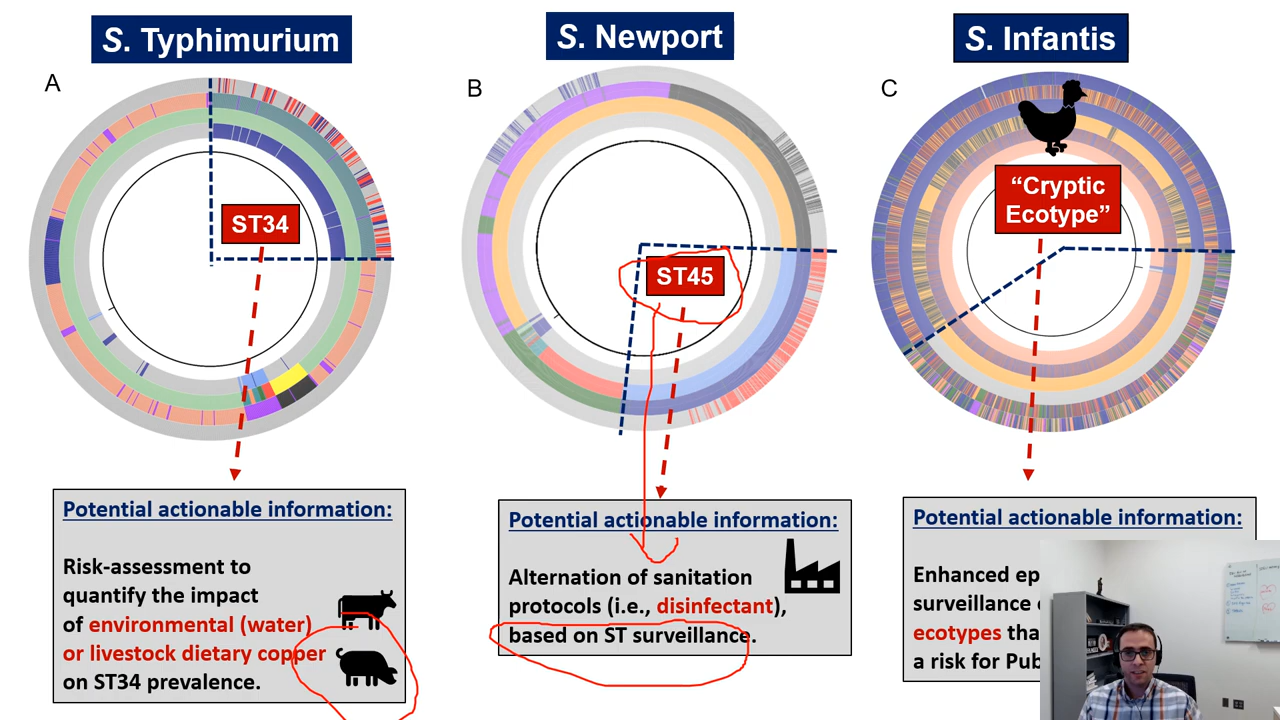 S. Typhimurium
S. Newport
S. Infantis
A
B
C
ST34
ST45
“Cryptic
Ecotype”
Potential actionable information:
Risk-assessment to
quantify the impact
of environmental (water)
or livestock dietary copper
on ST34 prevalence.
Potential actionable information:
Alternation of sanitation
protocols (i.e., disinfectant),
based on ST surveillance.
Potential actionable information:
Enhanced ep
surveillance
ecotypes tha
a risk for Pub